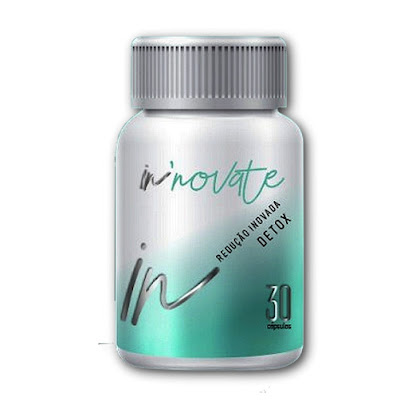 in'novate
in
REDUÇÃO INOVADA
DETOX
30
cápsulas